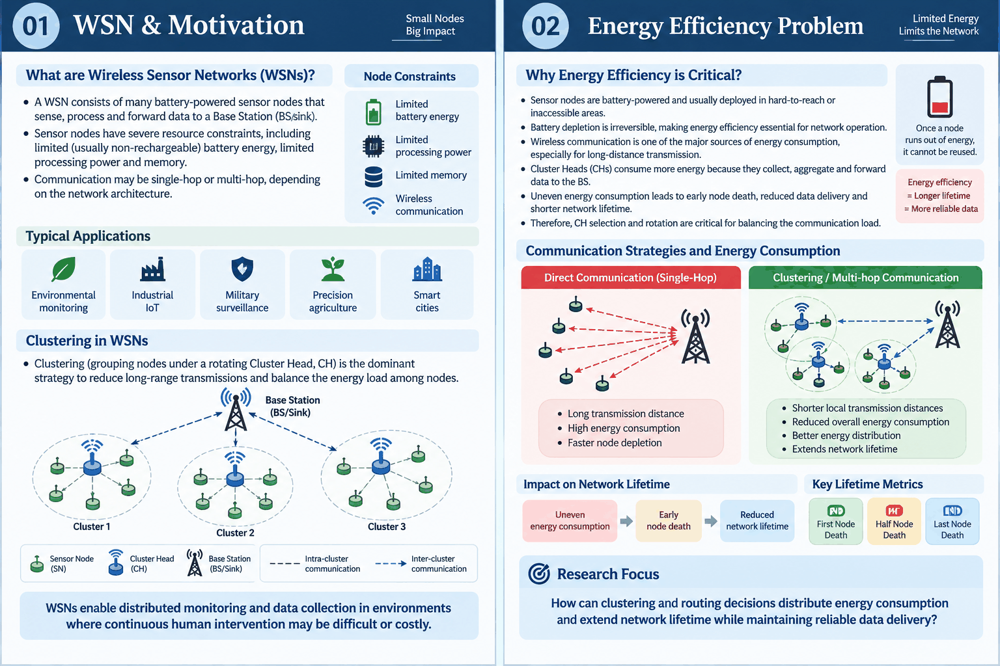 01
WSN & Motivation
Small Nodes
Big Impact
What are Wireless Sensor Networks (WSNs)?
• A WSN consists of many battery-powered sensor nodes that
sense, process and forward data to a Base Station (BS/sink).
• Sensor nodes have severe resource constraints, including
limited (usually non-rechargeable) battery energy, limited
processing power and memory.
• Communication may be single-hop or multi-hop, depending
on the network architecture.
Node Constraints
Limited
battery energy
Limited
processing power
Limited memory
Wireless
communication
Typical Applications
Environmental
monitoring
Industrial
IoT
Military
surveillance
Precision
agriculture
Smart
cities
Clustering in WSNs
• Clustering (grouping nodes under a rotating Cluster Head, CH) is the dominant
strategy to reduce long-range transmissions and balance the energy load among nodes.
Base Station
(BS/Sink)
Cluster 1
Cluster 2
Cluster 3
Sensor Node
(SN)
Cluster Head
(CH)
Base Station
(BS/Sink)
Intra-cluster
communication
Inter-cluster
communication
WSNs enable distributed monitoring and data collection in environments
where continuous human intervention may be difficult or costly.
02
Energy Efficiency Problem
Limited Energy
Limits the Network
Why Energy Efficiency is Critical?
• Sensor nodes are battery-powered and usually deployed in hard-to-reach or
inaccessible areas.
• Battery depletion is irreversible, making energy efficiency essential for network operation.
• Wireless communication is one of the major sources of energy consumption,
especially for long-distance transmission.
• Cluster Heads (CHs) consume more energy because they collect, aggregate and forward
data to the BS.
• Uneven energy consumption leads to early node death, reduced data delivery and
shorter network lifetime.
• Therefore, CH selection and rotation are critical for balancing the communication load.
Once a node
runs out of energy,
it cannot be reused.
Energy efficiency
= Longer lifetime
= More reliable data
Communication Strategies and Energy Consumption
Direct Communication (Single-Hop)
• Long transmission distance
• High energy consumption
• Faster node depletion
Clustering / Multi-hop Communication
• Shorter local transmission distances
• Reduced overall energy consumption
• Better energy distribution
• Extends network lifetime
Impact on Network Lifetime
Uneven
energy consumption
Early
node death
Reduced
network lifetime
Key Lifetime Metrics
First Node
Death
Half Node
Death
Last Node
Death
Research Focus
How can clustering and routing decisions distribute energy consumption
and extend network lifetime while maintaining reliable data delivery?